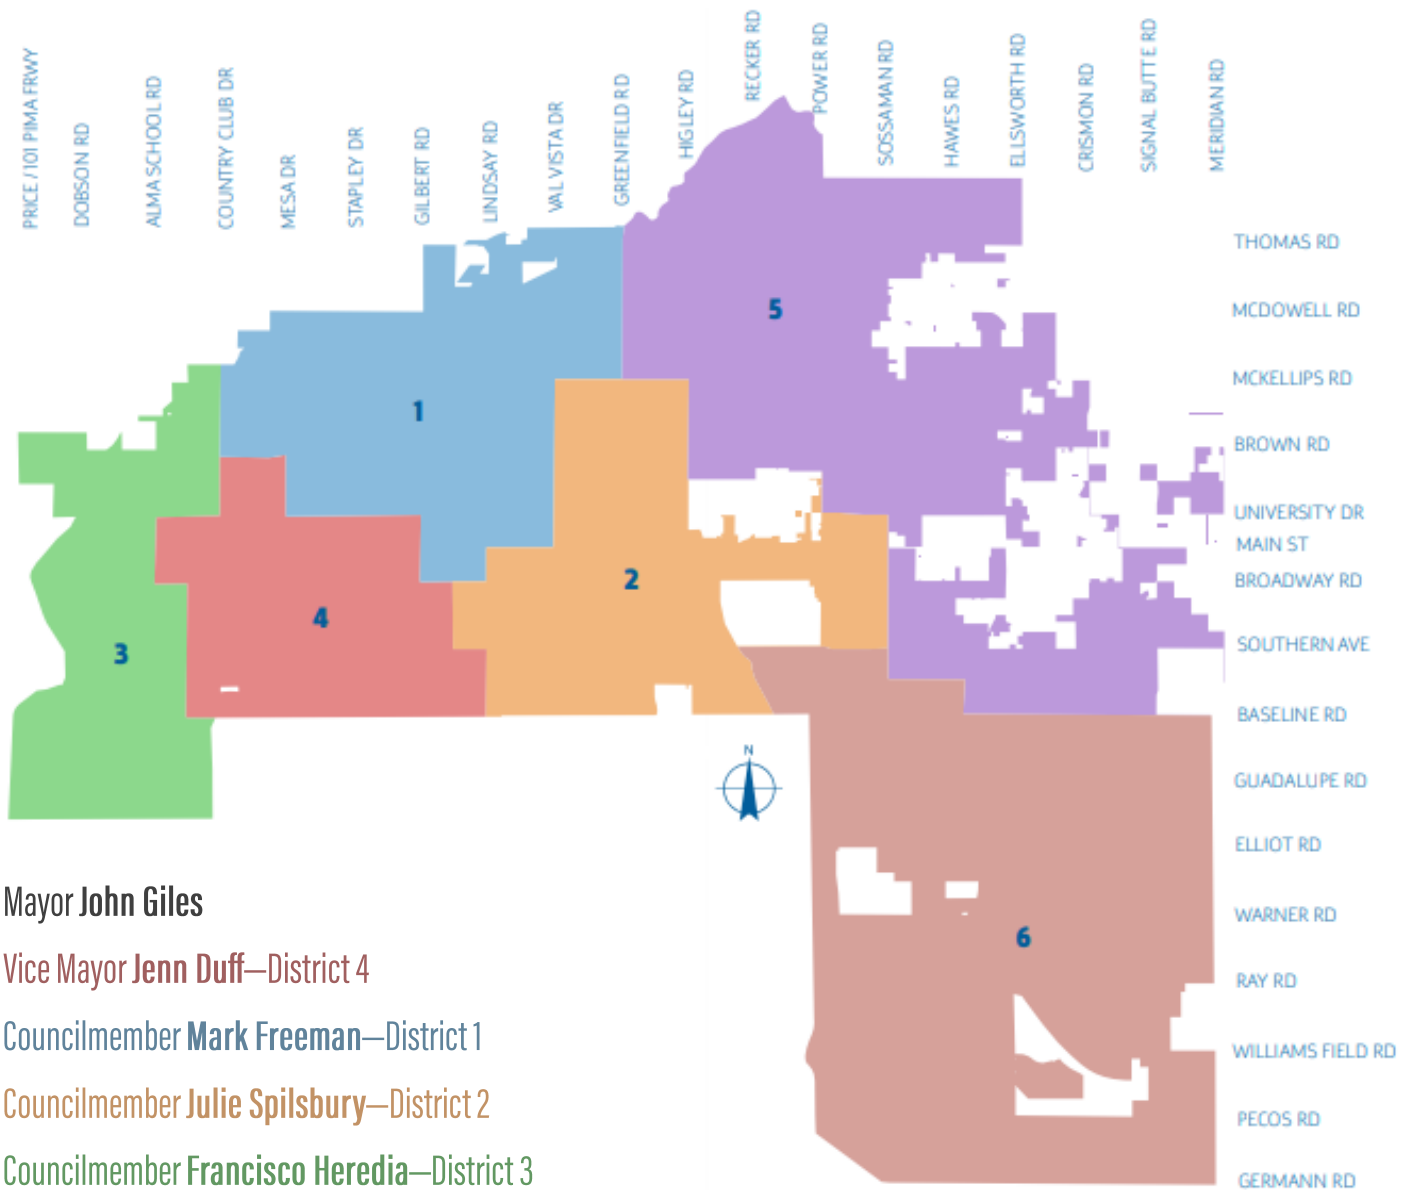 PRICE / 101 PIMA FRWY
DOBSON RD
ALMA SCHOOL RD
COUNTRY CLUB DR
MESA DR
STAPLEY DR
GILBERT RD
LINDSAY RD
VAL VISTA DR
GREENFIELD RD
HIGLEY RD
RECKER RD
POWER RD
SOSSAMAN RD
HAWES RD
ELLSWORTH RD
CRISMON RD
SIGNAL BUTTE RD
MERIDIAN RD
THOMAS RD
MCDOWELL RD
MCKELLIPS RD
BROWN RD
UNIVERSITY DR
MAIN ST
BROADWAY RD
SOUTHERN AVE
BASELINE RD
GUADALUPE RD
ELLIOT RD
WARNER RD
RAY RD
WILLIAMS FIELD RD
PECOS RD
GERMANN RD
5
1
2
4
3
N
6
Mayor John Giles
Vice Mayor Jenn Duff—District 4
Councilmember Mark Freeman—District 1
Councilmember Julie Spilsbury—District 2
Councilmember Francisco Heredia—District 3